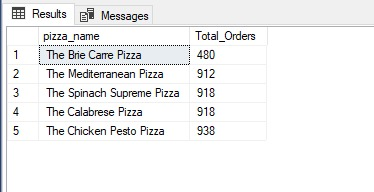 Results Messages
pizza_name Total_Orders
1 The Brie Carre Pizza 480
2 The Mediterranean Pizza 912
3 The Spinach Supreme Pizza 918
4 The Calabrese Pizza 918
5 The Chicken Pesto Pizza 938